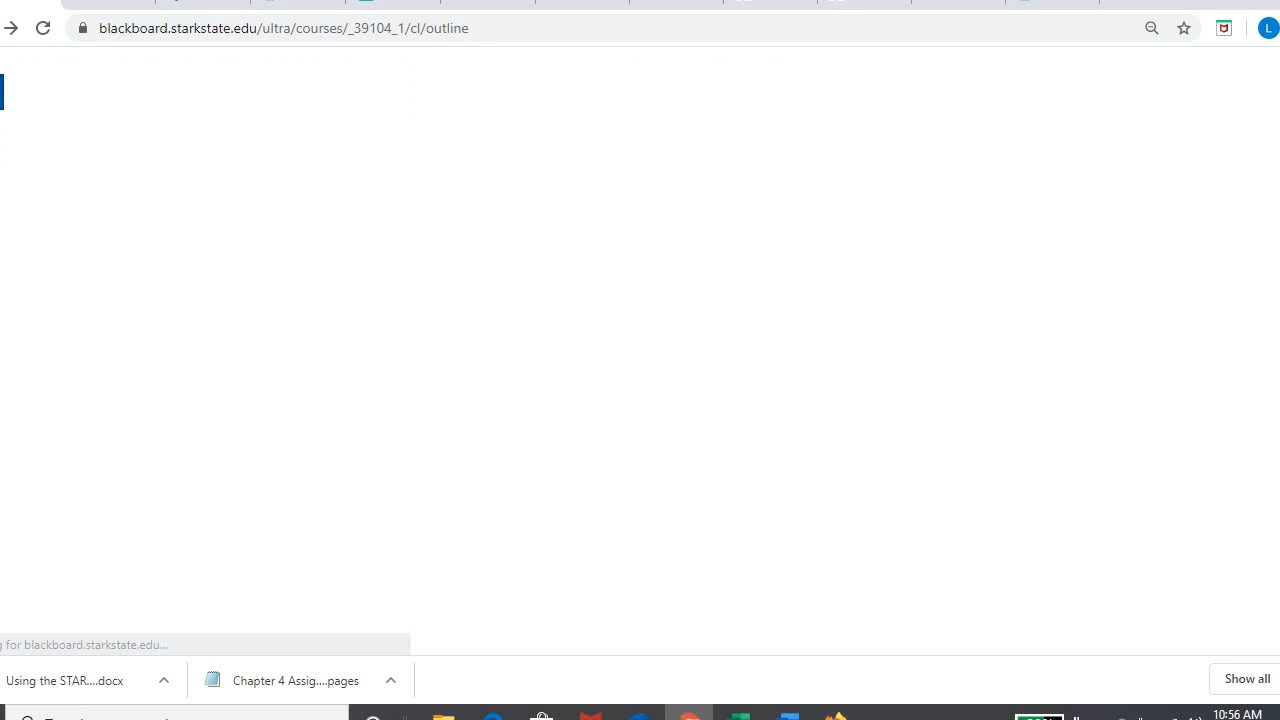 blackboard.starkstate.edu/ultra/courses/_39104_1/cl/outline
L
for blackboard.starkstate.edu...
Using the STAR....docx
Chapter 4 Assig....pages
Show all
10:56 AM